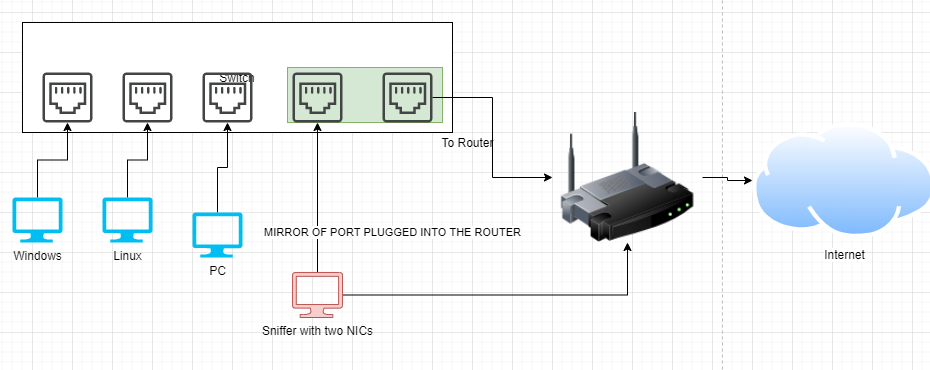 Switch
To Router
MIRROR OF PORT PLUGGED INTO THE ROUTER
Windows
Linux
PC
Internet
Sniffer with two NICs